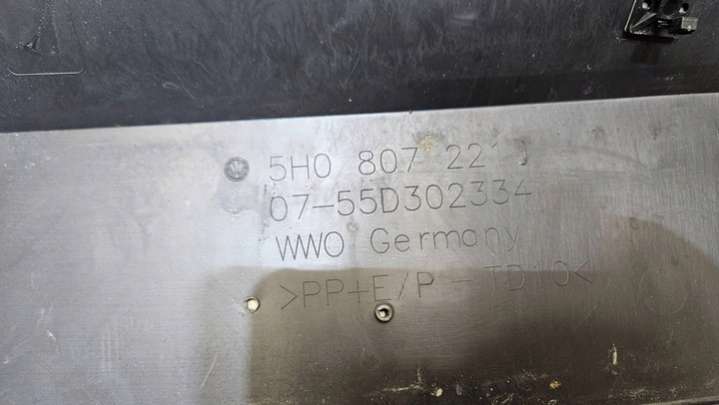 5H0 807 221 J
07-55D302334
WWO Germany
>PP+E/P-TD10<